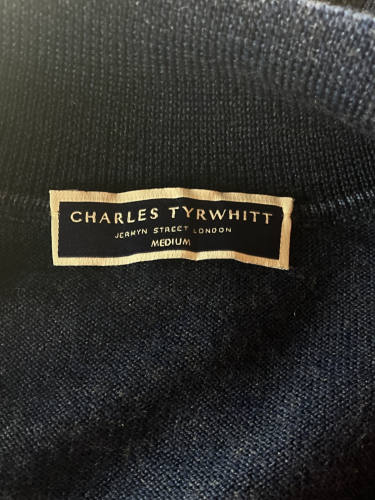 CHARLES TYRWHITT
JERMYN STREET LONDON
MEDIUM